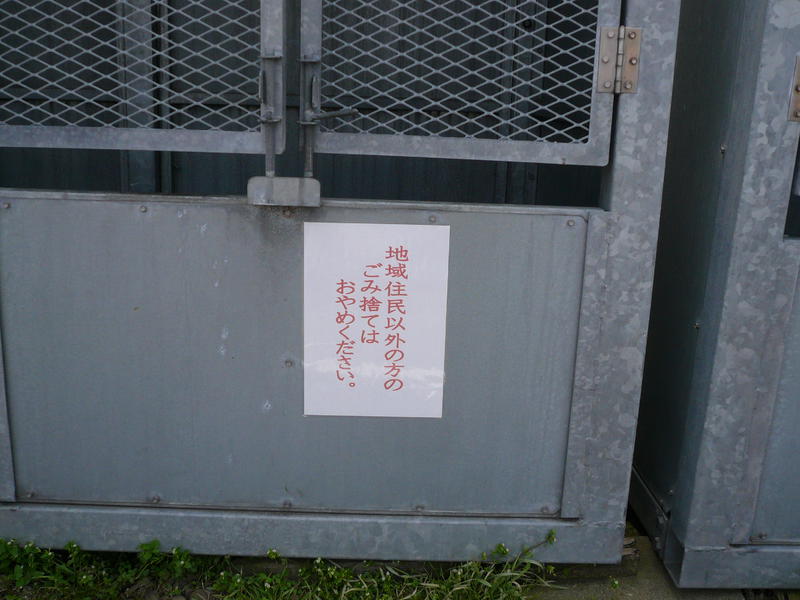 地域住民以外の方の
ごみ捨ては
おやめください。